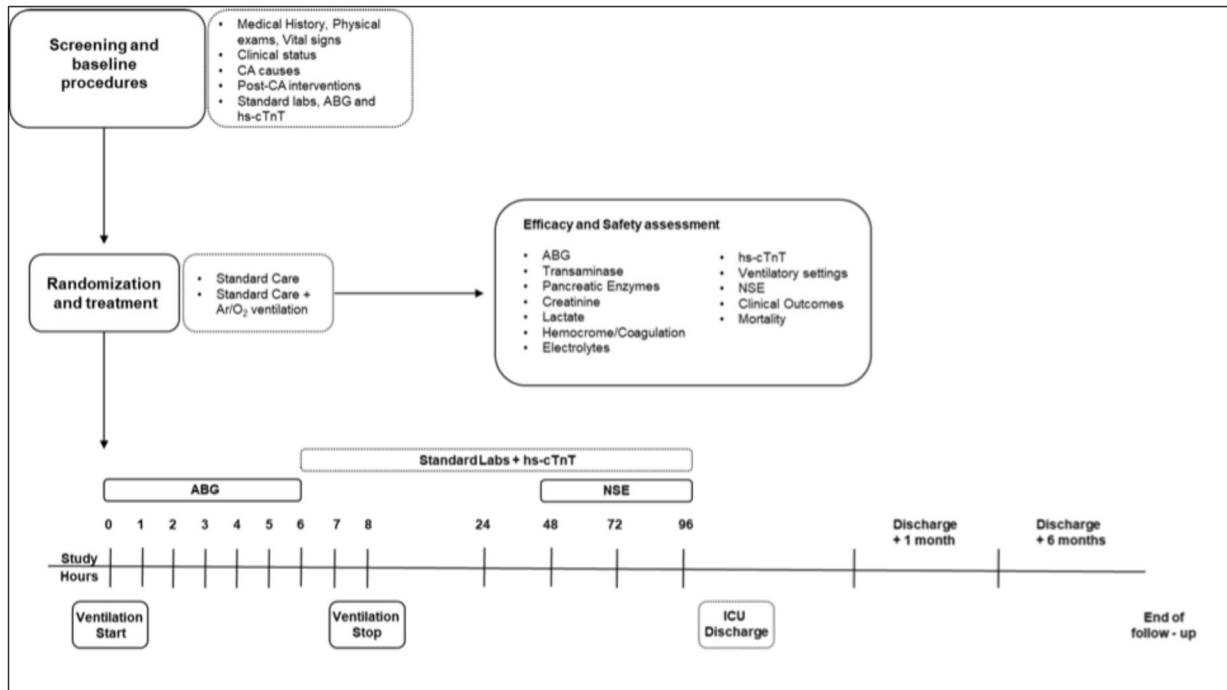 Screening and
baseline
procedures
• Medical History, Physical
exams, Vital signs
• Clinical status
• CA causes
• Post-CA interventions
• Standard labs, ABG and
hs-cTnT
Randomization
and treatment
• Standard Care
• Standard Care +
Ar/O₂ ventilation
Efficacy and Safety assessment
• ABG
• Transaminase
• Pancreatic Enzymes
• Creatinine
• Lactate
• Hemocrome/Coagulation
• Electrolytes
• hs-cTnT
• Ventilatory settings
• NSE
• Clinical Outcomes
• Mortality
Standard Labs + hs-cTnT
ABG
NSE
0 1 2 3 4 5 6 7 8 24 48 72 96
Discharge
+ 1 month
Discharge
+ 6 months
Study
Hours
Ventilation
Start
Ventilation
Stop
ICU
Discharge
End of
follow - up